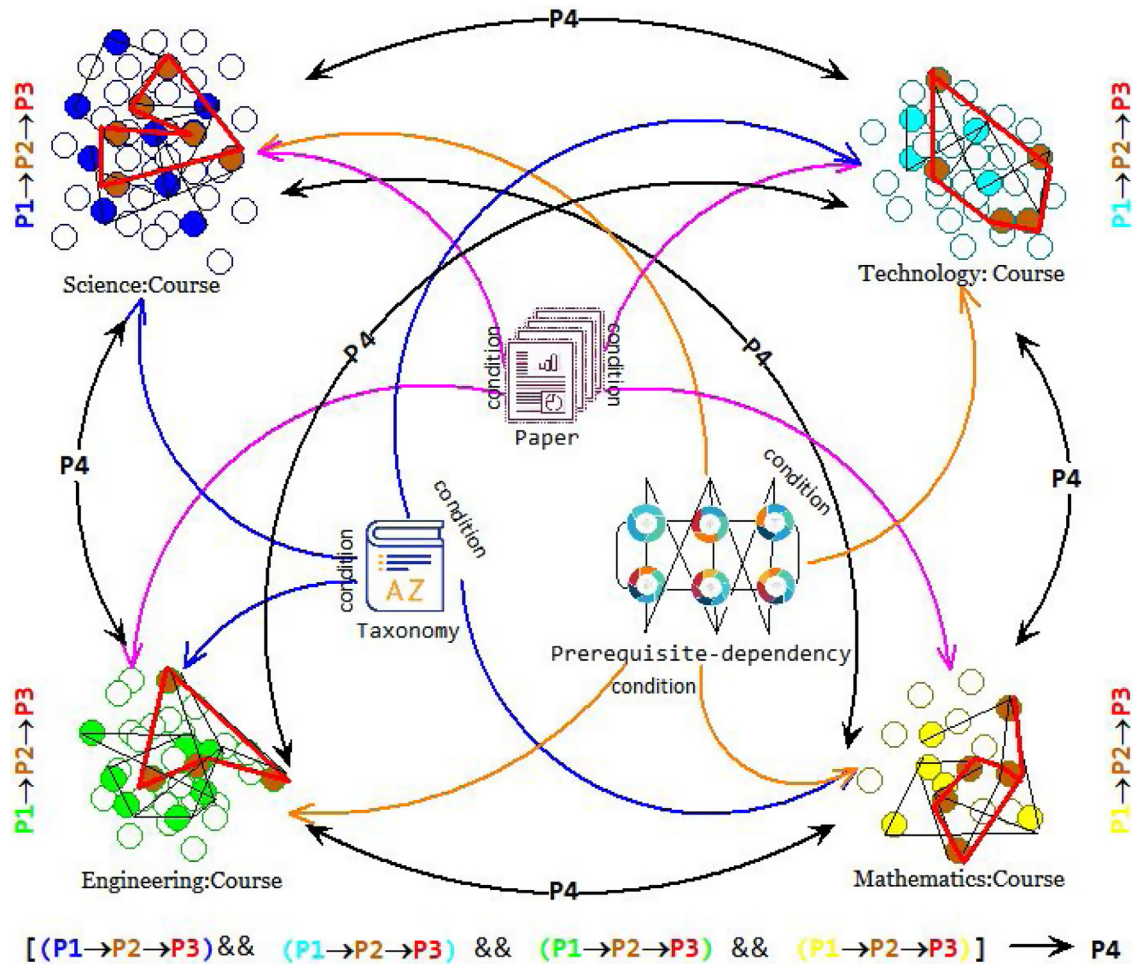 P4
P1→P2→P3
P1→P2→P3
Science:Course
Technology: Course
condition
condition
P4
P4
Paper
P4
P4
condition
condition
condition
AZ
Taxonomy
Prerequisite-dependency
condition
P1→P2→P3
P1→P2→P3
Engineering:Course
P4
Mathematics:Course
[(P1→P2→P3)&& (P1→P2→P3) && (P1→P2→P3) && (P1→P2→P3)] → P4